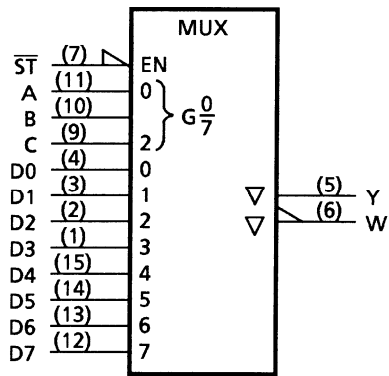 MUX
S̅T̅ (7) EN
A (11) 0
B (10) G 0/7
C (9) 2
D0 (4) 0
D1 (3) 1 ▽ (5) Y
D2 (2) 2 ▽ (6) W
D3 (1) 3
D4 (15) 4
D5 (14) 5
D6 (13) 6
D7 (12) 7